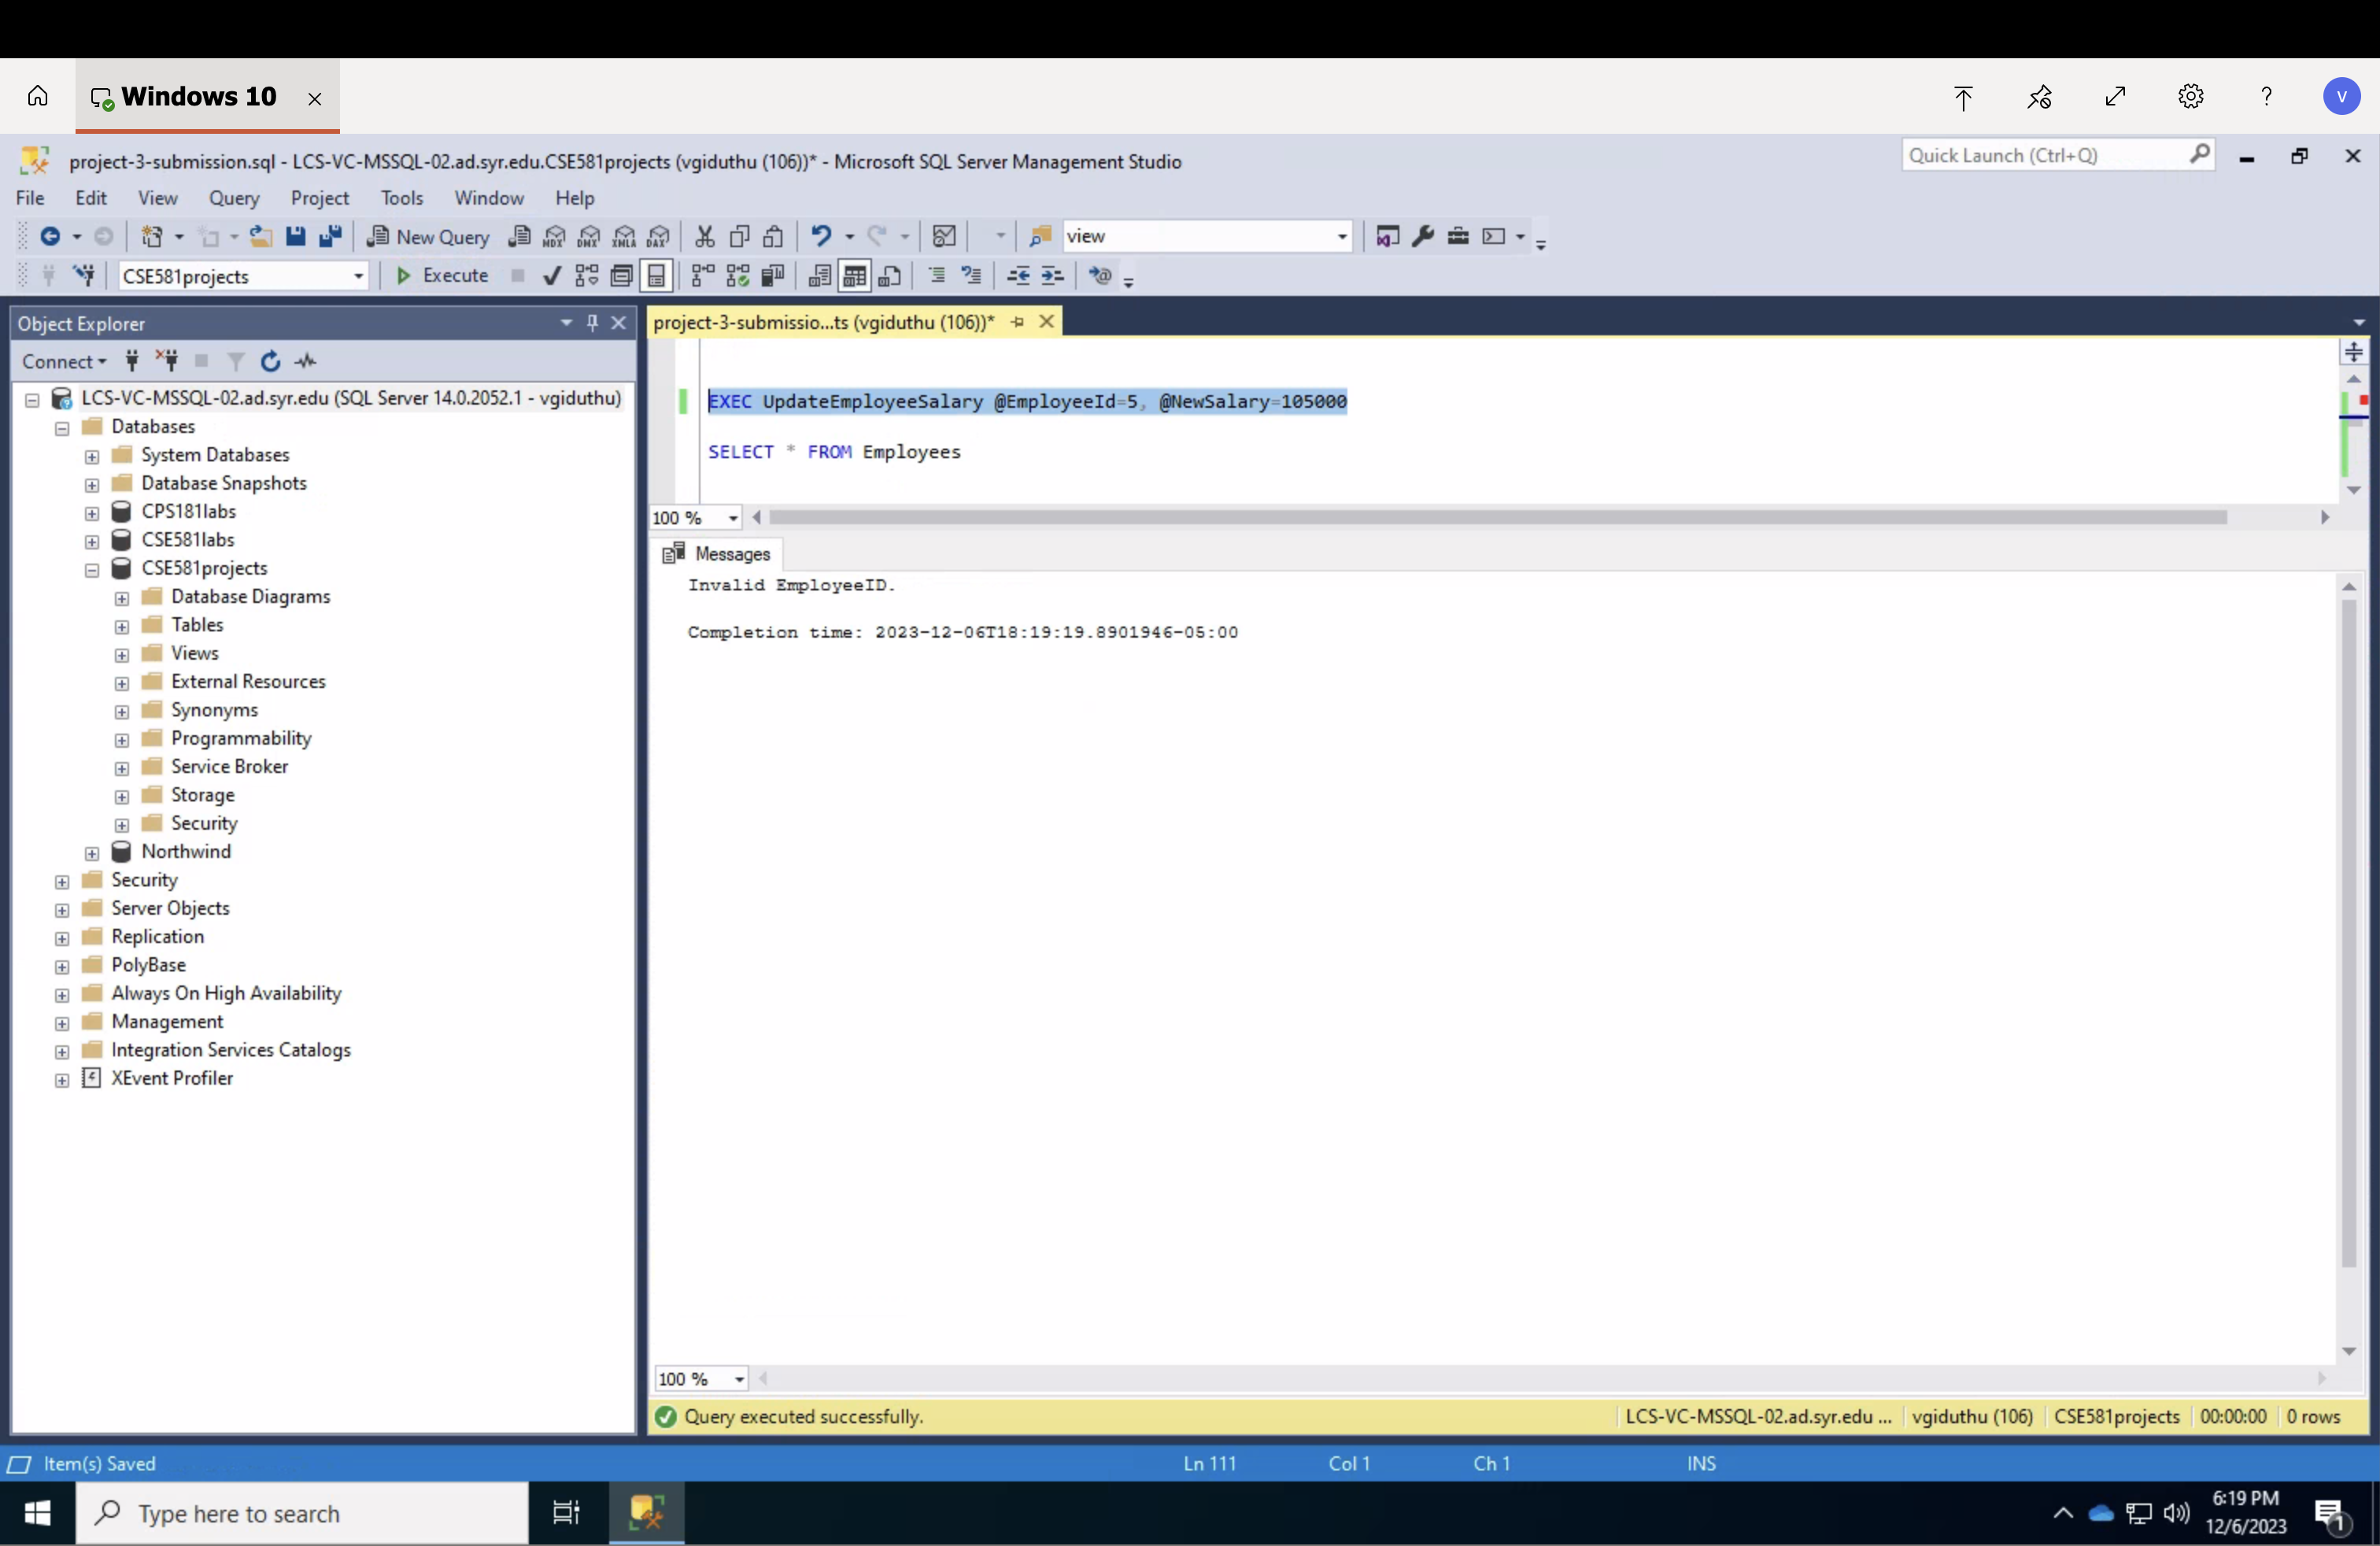 Windows 10
V
project-3-submission.sql - LCS-VC-MSSQL-02.ad.syr.edu.CSE581projects (vgiduthu (106))* - Microsoft SQL Server Management Studio
Quick Launch (Ctrl+Q)
File Edit View Query Project Tools Window Help
New Query MDX DMX XMLA DAX view
CSE581projects Execute
Object Explorer
project-3-submissio...ts (vgiduthu (106))*
Connect
LCS-VC-MSSQL-02.ad.syr.edu (SQL Server 14.0.2052.1 - vgiduthu)
Databases
System Databases
Database Snapshots
CPS181labs
CSE581labs
CSE581projects
Database Diagrams
Tables
Views
External Resources
Synonyms
Programmability
Service Broker
Storage
Security
Northwind
Security
Server Objects
Replication
PolyBase
Always On High Availability
Management
Integration Services Catalogs
XEvent Profiler
EXEC UpdateEmployeeSalary @EmployeeId=5, @NewSalary=105000
SELECT * FROM Employees
100 %
Messages
Invalid EmployeeID.
Completion time: 2023-12-06T18:19:19.8901946-05:00
100 %
Query executed successfully.
LCS-VC-MSSQL-02.ad.syr.edu ... vgiduthu (106) CSE581projects 00:00:00 0 rows
Item(s) Saved
Ln 111 Col 1 Ch 1 INS
Type here to search
6:19 PM
12/6/2023
1